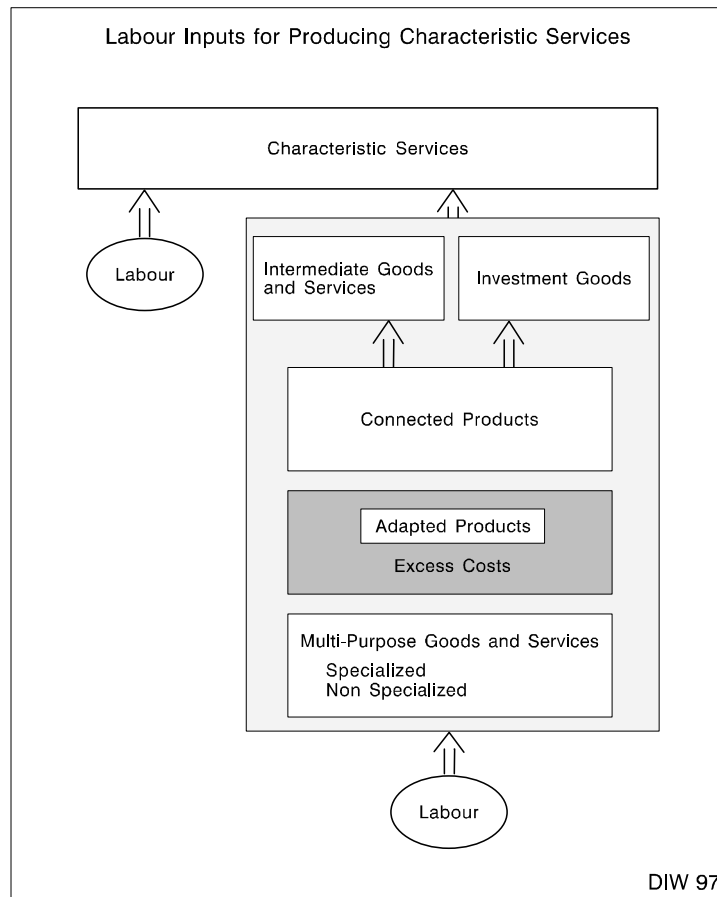 Labour Inputs for Producing Characteristic Services
Characteristic Services
Labour
Intermediate Goods
and Services
Investment Goods
Connected Products
Adapted Products
Excess Costs
Multi-Purpose Goods and Services
Specialized
Non Specialized
Labour
DIW 97